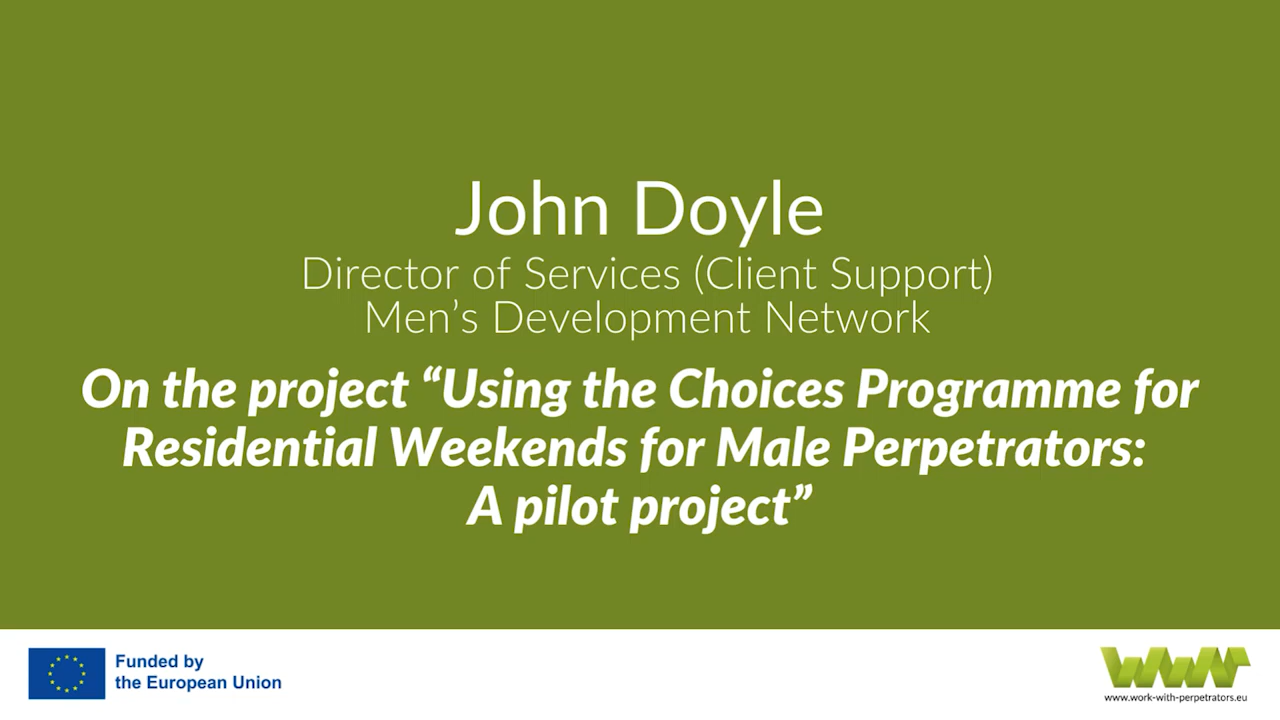 John Doyle
Director of Services (Client Support)
Men’s Development Network
On the project “Using the Choices Programme for
Residential Weekends for Male Perpetrators:
A pilot project”
Funded by
the European Union
WWP
www.work-with-perpetrators.eu